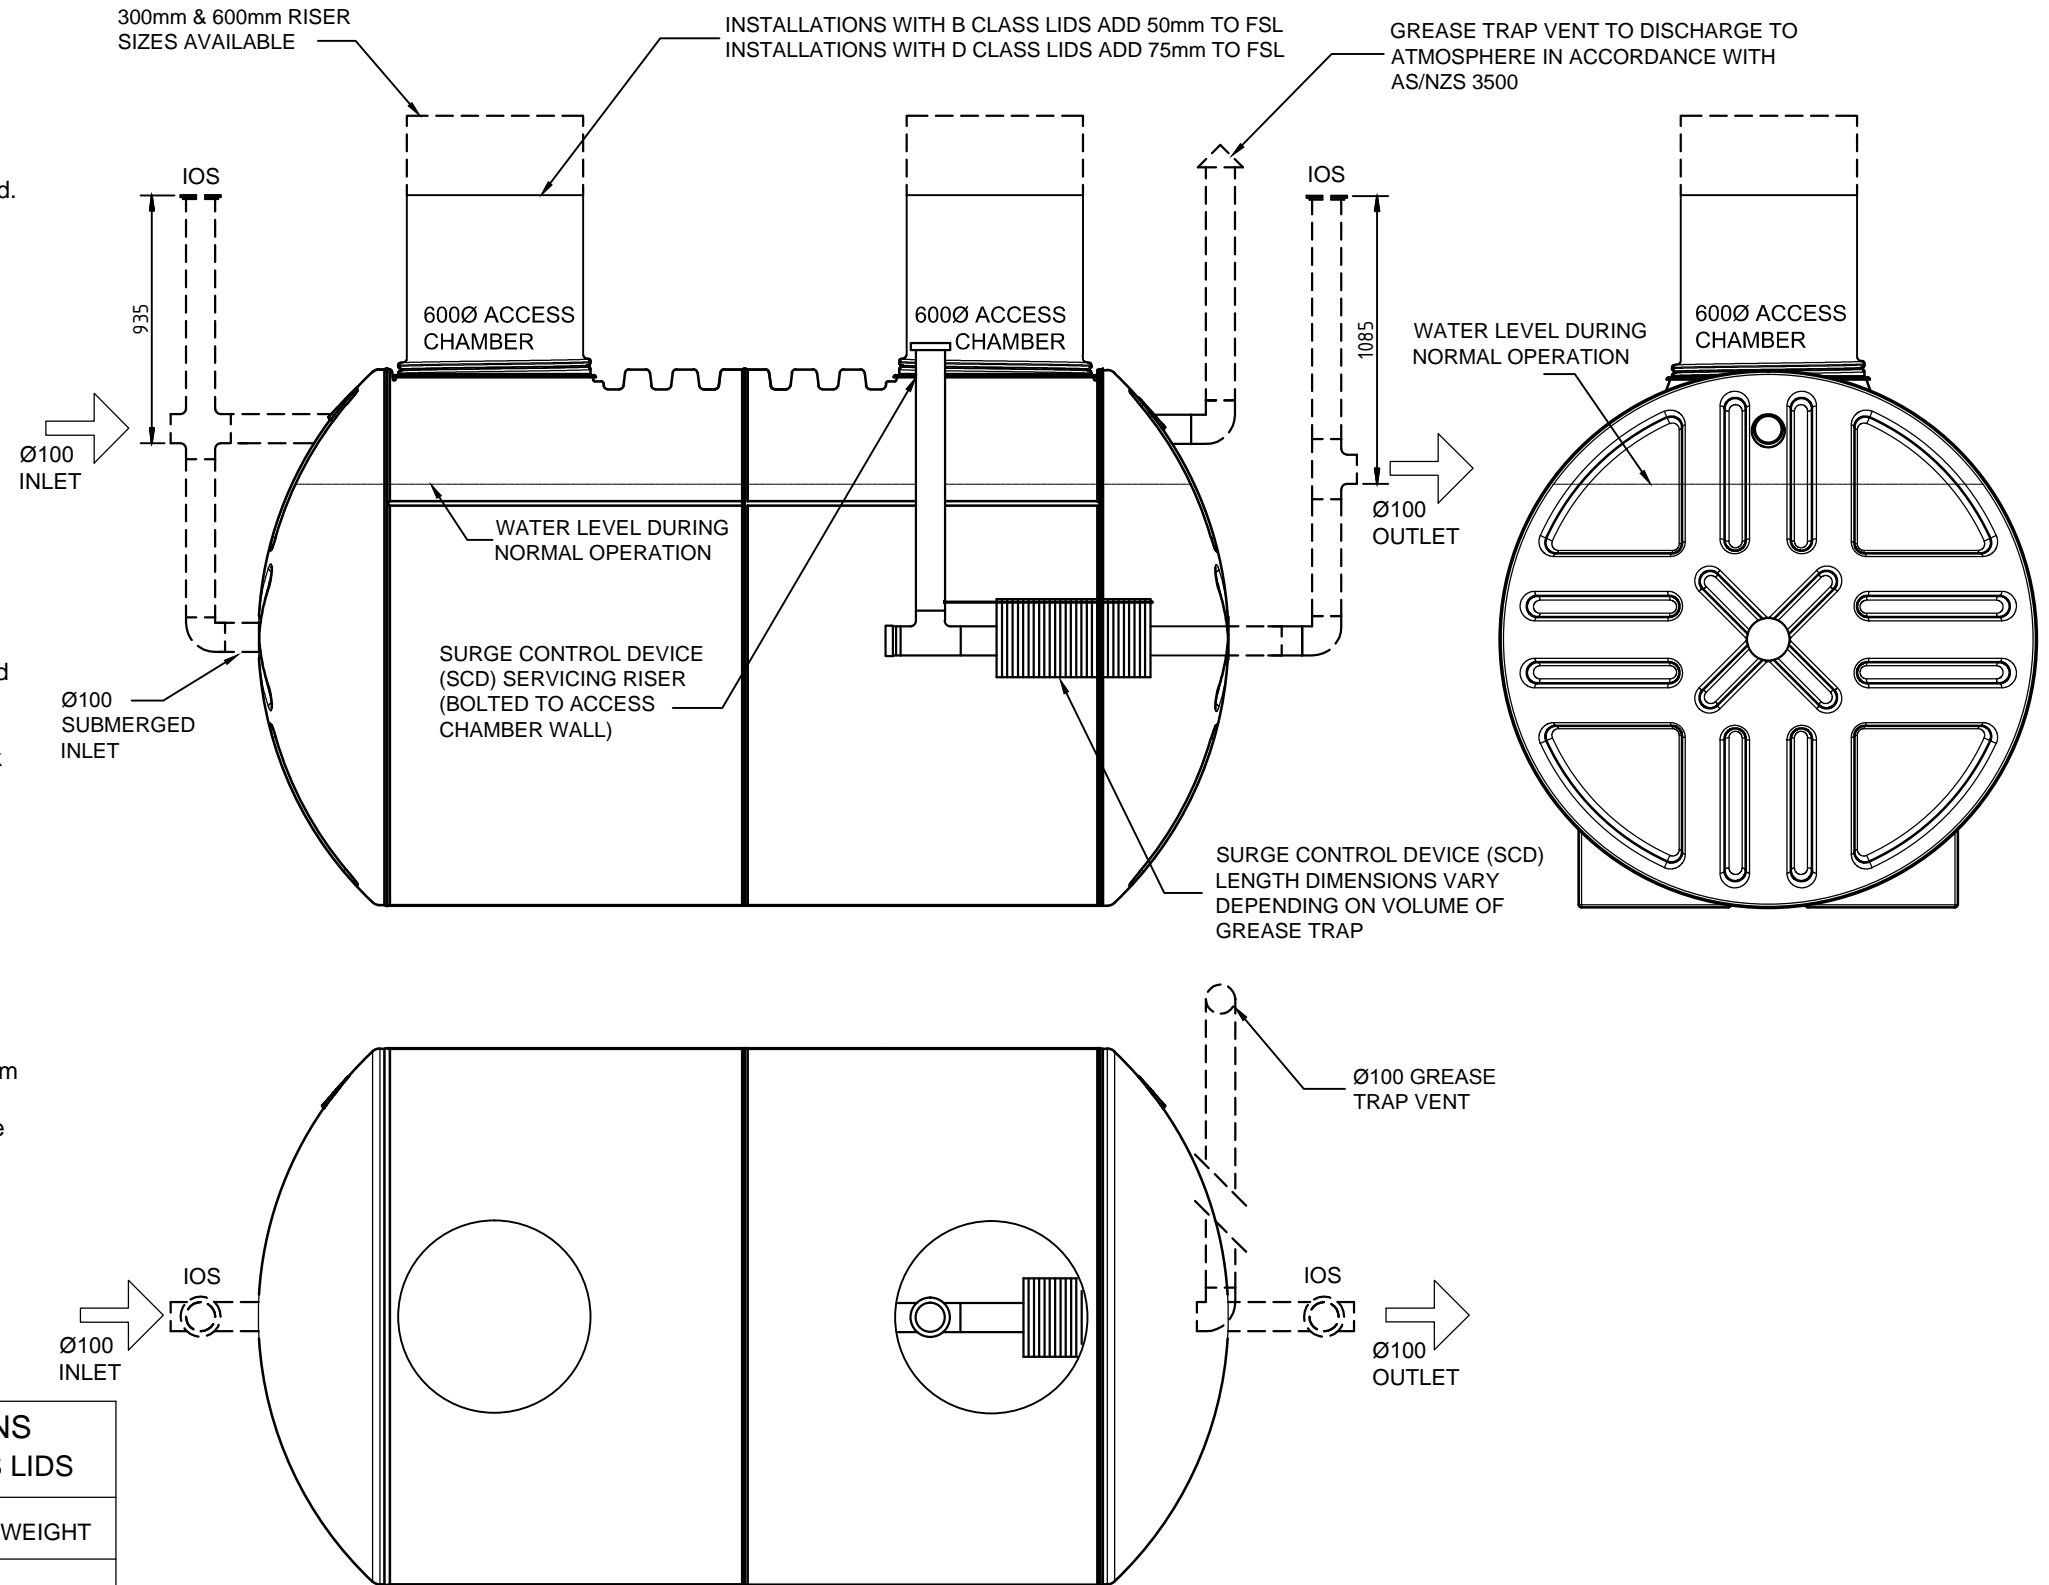 300mm & 600mm RISER
SIZES AVAILABLE
INSTALLATIONS WITH B CLASS LIDS ADD 50mm TO FSL
INSTALLATIONS WITH D CLASS LIDS ADD 75mm TO FSL
GREASE TRAP VENT TO DISCHARGE TO
ATMOSPHERE IN ACCORDANCE WITH
AS/NZS 3500
d.
IOS
935
600Ø ACCESS
CHAMBER
600Ø ACCESS
CHAMBER
IOS
1085
600Ø ACCESS
CHAMBER
WATER LEVEL DURING
NORMAL OPERATION
Ø100
INLET
Ø100
OUTLET
WATER LEVEL DURING
NORMAL OPERATION
SURGE CONTROL DEVICE
(SCD) SERVICING RISER
(BOLTED TO ACCESS
CHAMBER WALL)
d
Ø100
SUBMERGED
INLET
SURGE CONTROL DEVICE (SCD)
LENGTH DIMENSIONS VARY
DEPENDING ON VOLUME OF
GREASE TRAP
m
e
Ø100 GREASE
TRAP VENT
IOS
Ø100
INLET
IOS
Ø100
OUTLET
NS
LIDS
WEIGHT